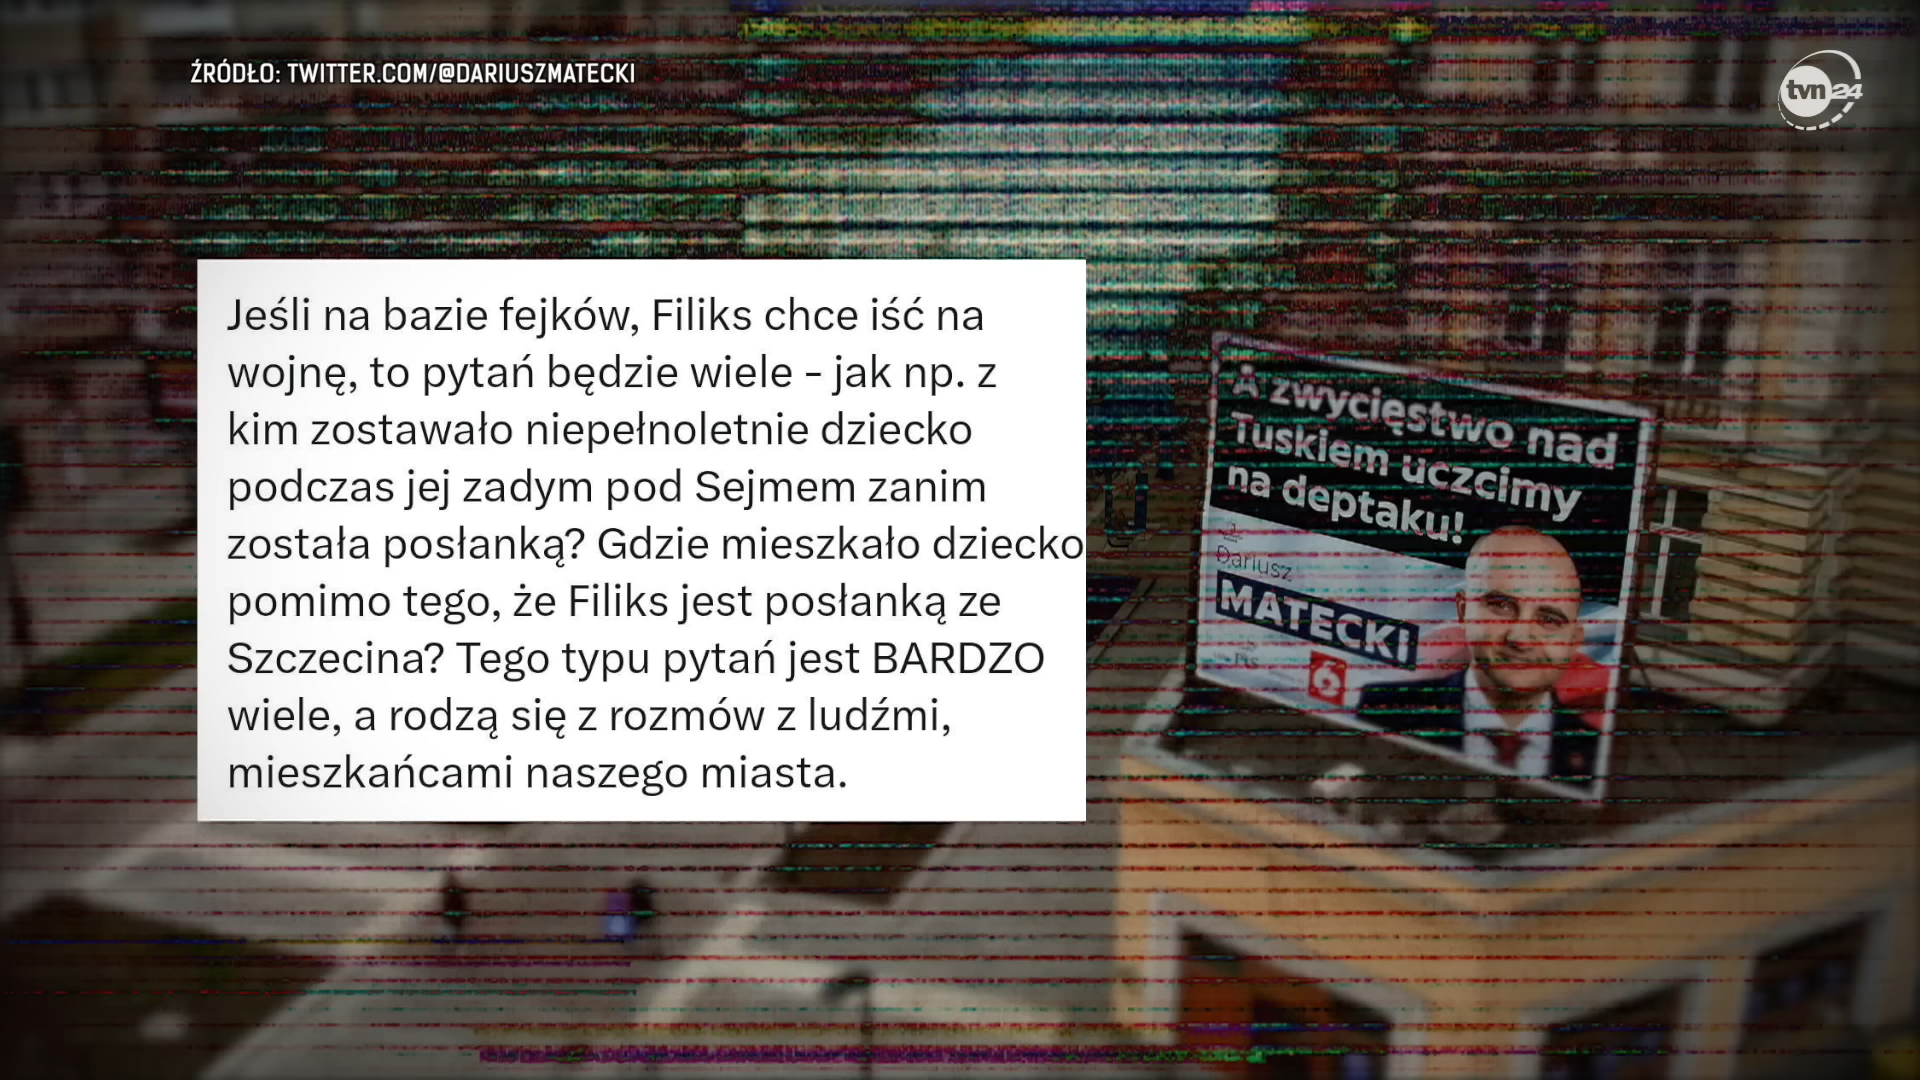 ŹRÓDŁO: TWITTER.COM/@DARIUSZMATECKI
tvn24
Jeśli na bazie fejków, Filiks chce iść na
wojnę, to pytań będzie wiele - jak np. z
kim zostawało niepełnoletnie dziecko
podczas jej zadym pod Sejmem zanim
została posłanką? Gdzie mieszkało dziecko
pomimo tego, że Filiks jest posłanką ze
Szczecina? Tego typu pytań jest BARDZO
wiele, a rodzą się z rozmów z ludźmi,
mieszkańcami naszego miasta.
A zwycięstwo nad
Tuskiem uczcimy
na deptaku!
Dariusz
MATECKI
PiS
6